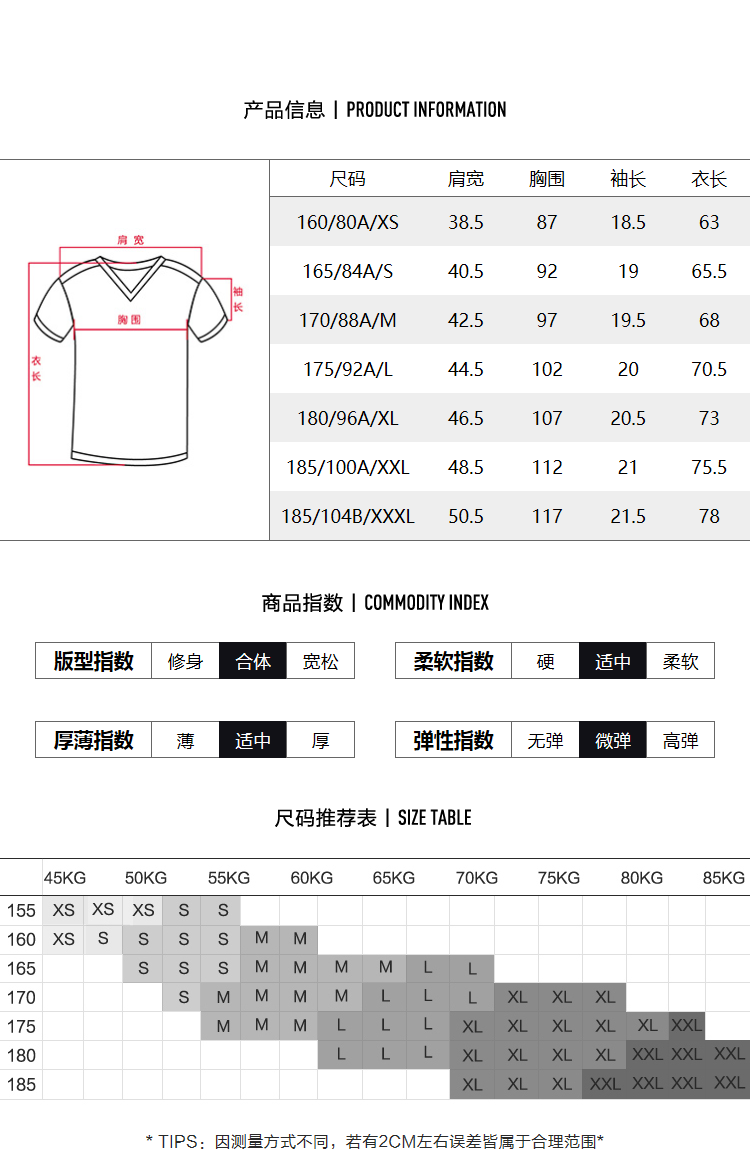 产品信息 | PRODUCT INFORMATION
尺码 肩宽 胸围 袖长 衣长
160/80A/XS 38.5 87 18.5 63
165/84A/S 40.5 92 19 65.5
170/88A/M 42.5 97 19.5 68
175/92A/L 44.5 102 20 70.5
180/96A/XL 46.5 107 20.5 73
185/100A/XXL 48.5 112 21 75.5
185/104B/XXXL 50.5 117 21.5 78
肩宽
袖长
胸围
衣长
商品指数 | COMMODITY INDEX
版型指数 修身 合体 宽松
柔软指数 硬 适中 柔软
厚薄指数 薄 适中 厚
弹性指数 无弹 微弹 高弹
尺码推荐表 | SIZE TABLE
45KG 50KG 55KG 60KG 65KG 70KG 75KG 80KG 85KG
155 XS XS XS S S
160 XS S S S S M M
165 S S S M M M M L L
170 S M M M M L L L XL XL XL
175 M M M L L L XL XL XL XL XL XXL
180 L L L XL XL XL XL XXL XXL XXL
185 XL XL XL XXL XXL XXL XXL
* TIPS：因测量方式不同，若有2CM左右误差皆属于合理范围*